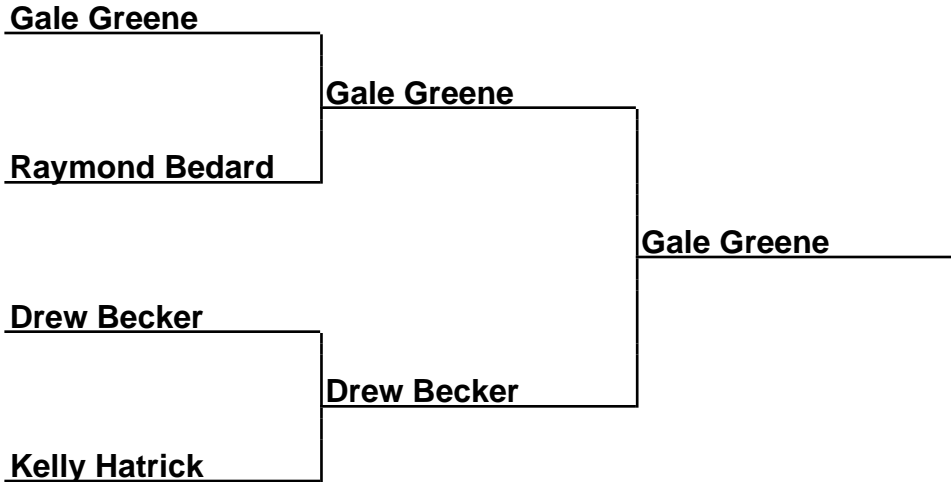 Gale Greene
Gale Greene
Raymond Bedard
Gale Greene
Drew Becker
Drew Becker
Kelly Hatrick